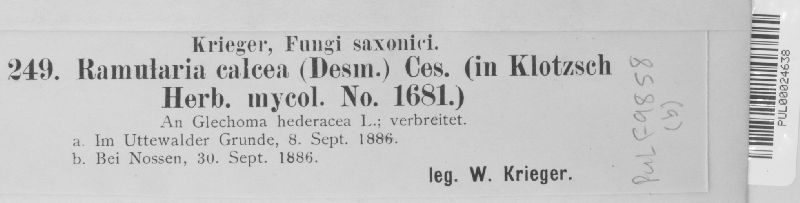 Krieger, Fungi saxonici.
249. Ramularia calcea (Desm.) Ces. (in Klotzsch
Herb. mycol. No. 1681.)
An Glechoma hederacea L.; verbreitet.
a. Im Uttewalder Grunde, 8. Sept. 1886.
b. Bei Nossen, 30. Sept. 1886.
leg. W. Krieger.
PUL F9858
(b)
PUL00024638